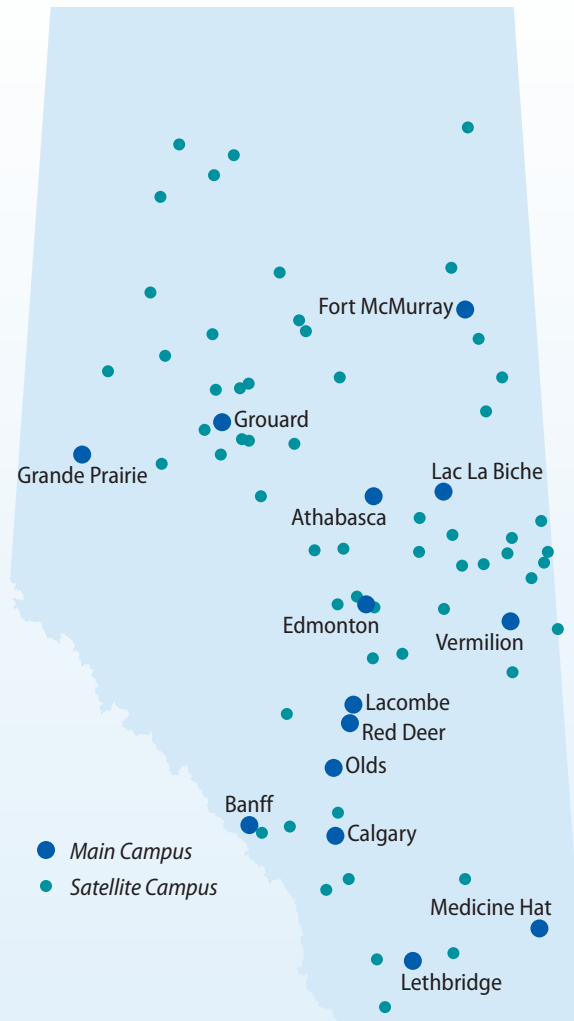 Fort McMurray
Grouard
Grande Prairie
Lac La Biche
Athabasca
Edmonton
Vermilion
Lacombe
Red Deer
Olds
Banff
Calgary
Main Campus
Satellite Campus
Medicine Hat
Lethbridge